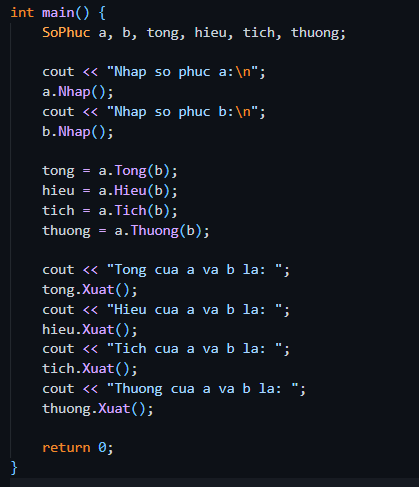 int main() {
    SoPhuc a, b, tong, hieu, tich, thuong;

    cout << "Nhap so phuc a:\n";
    a.Nhap();
    cout << "Nhap so phuc b:\n";
    b.Nhap();

    tong = a.Tong(b);
    hieu = a.Hieu(b);
    tich = a.Tich(b);
    thuong = a.Thuong(b);

    cout << "Tong cua a va b la: ";
    tong.Xuat();
    cout << "Hieu cua a va b la: ";
    hieu.Xuat();
    cout << "Tich cua a va b la: ";
    tich.Xuat();
    cout << "Thuong cua a va b la: ";
    thuong.Xuat();

    return 0;
}